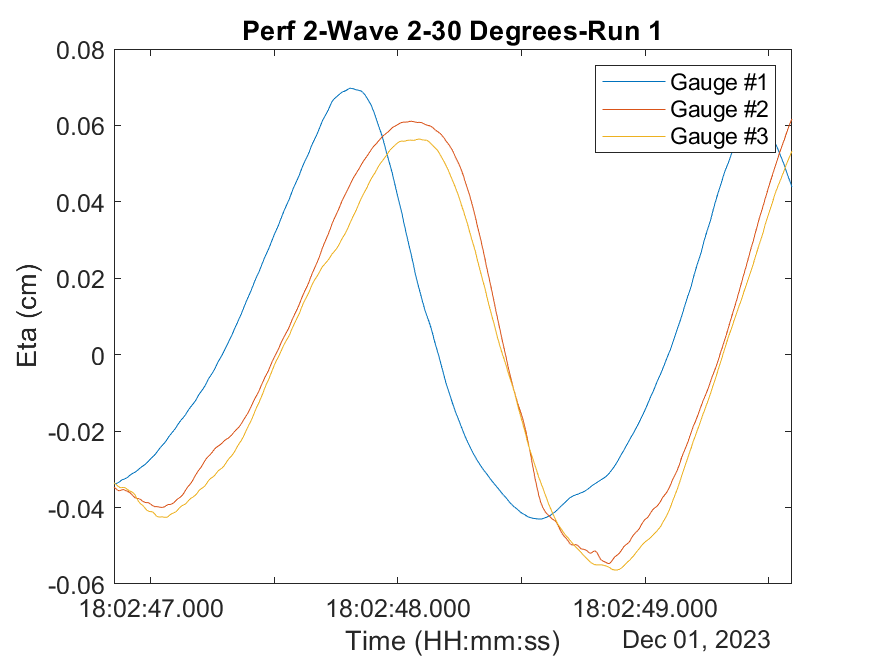 Perf 2-Wave 2-30 Degrees-Run 1
0.08
0.06
0.04
0.02
0
-0.02
-0.04
-0.06
Eta (cm)
Gauge #1
Gauge #2
Gauge #3
18:02:47.000
18:02:48.000
18:02:49.000
Time (HH:mm:ss)
Dec 01, 2023